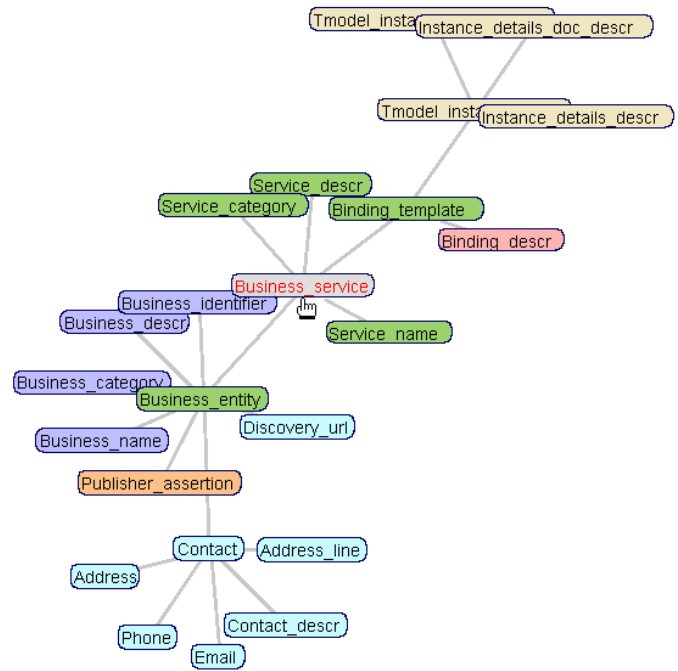 Tmodel_insta
Instance_details_doc_descr
Tmodel_insta
Instance_details_descr
Service_descr
Service_category
Binding_template
Binding_descr
Business_service
Business_identifier
Business_descr
Service_name
Business_category
Business_entity
Discovery_url
Business_name
Publisher_assertion
Contact
Address_line
Address
Contact_descr
Phone
Email